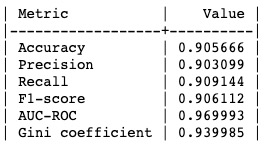 | Metric           |    Value |
|------------------+----------|
| Accuracy         | 0.905666 |
| Precision        | 0.903099 |
| Recall           | 0.909144 |
| F1-score         | 0.906112 |
| AUC-ROC          | 0.969993 |
| Gini coefficient | 0.939985 |